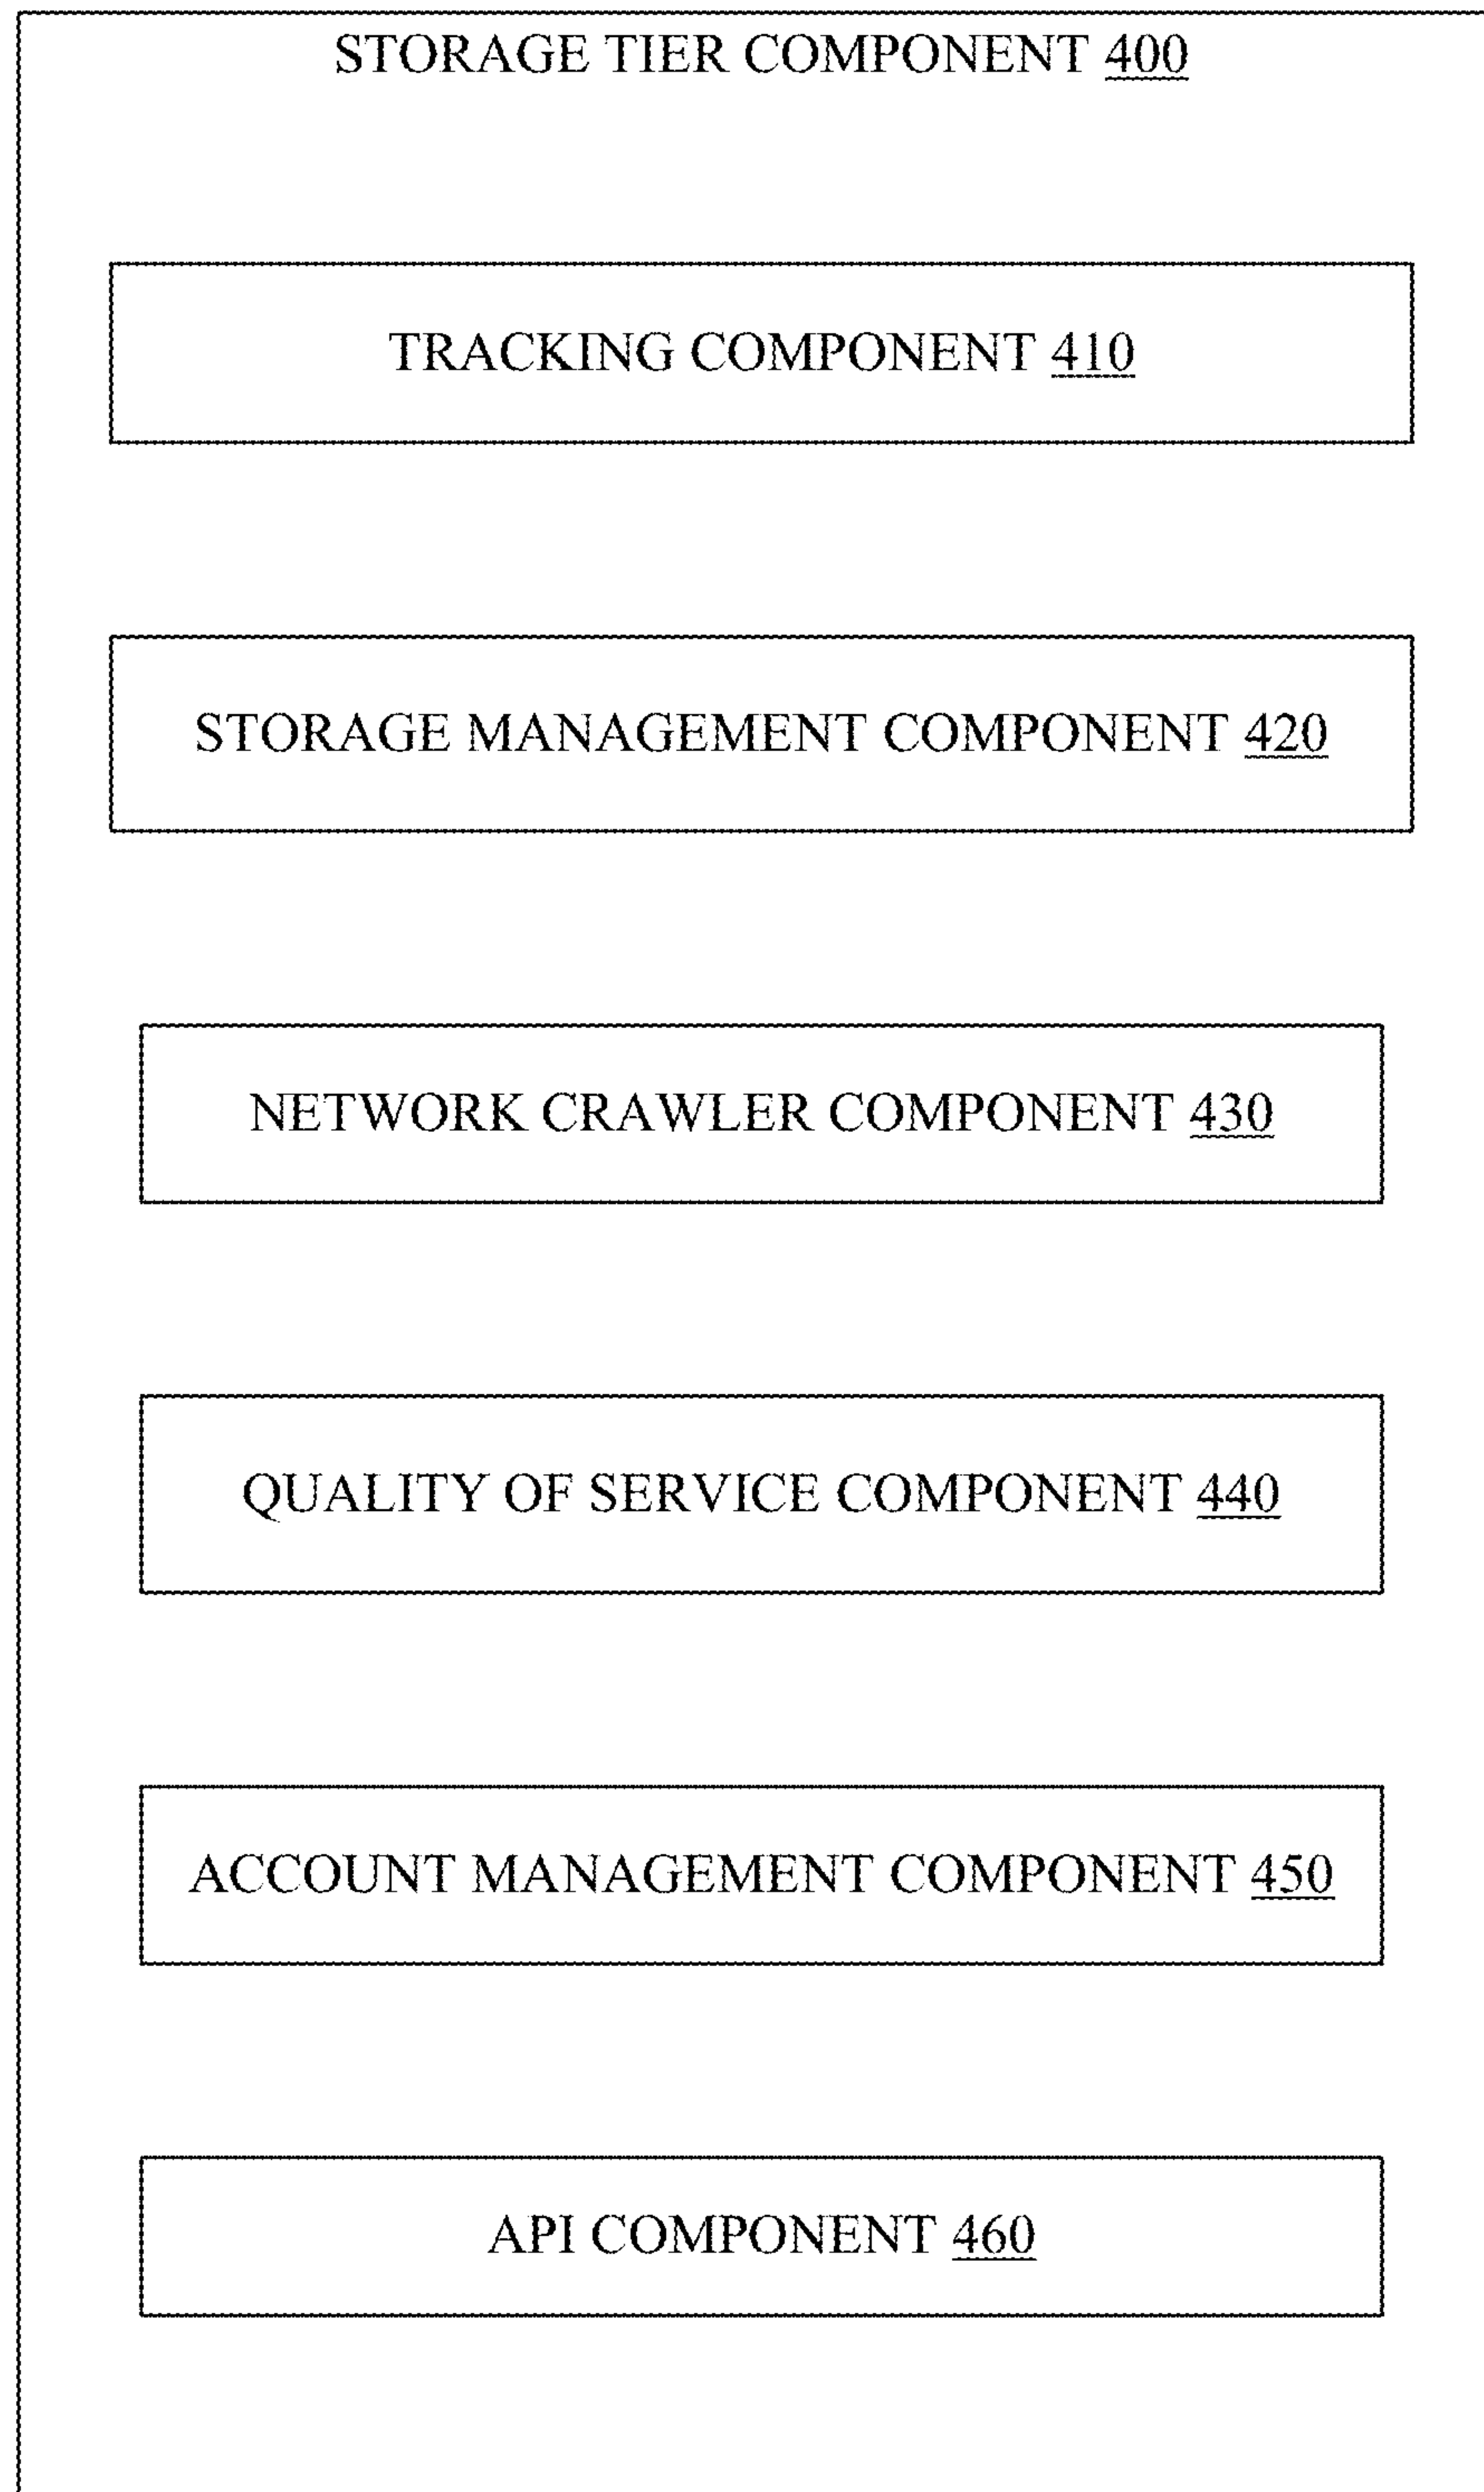 STORAGE TIER COMPONENT 400
TRACKING COMPONENT 410
STORAGE MANAGEMENT COMPONENT 420
NETWORK CRAWLER COMPONENT 430
QUALITY OF SERVICE COMPONENT 440
ACCOUNT MANAGEMENT COMPONENT 450
API COMPONENT 460